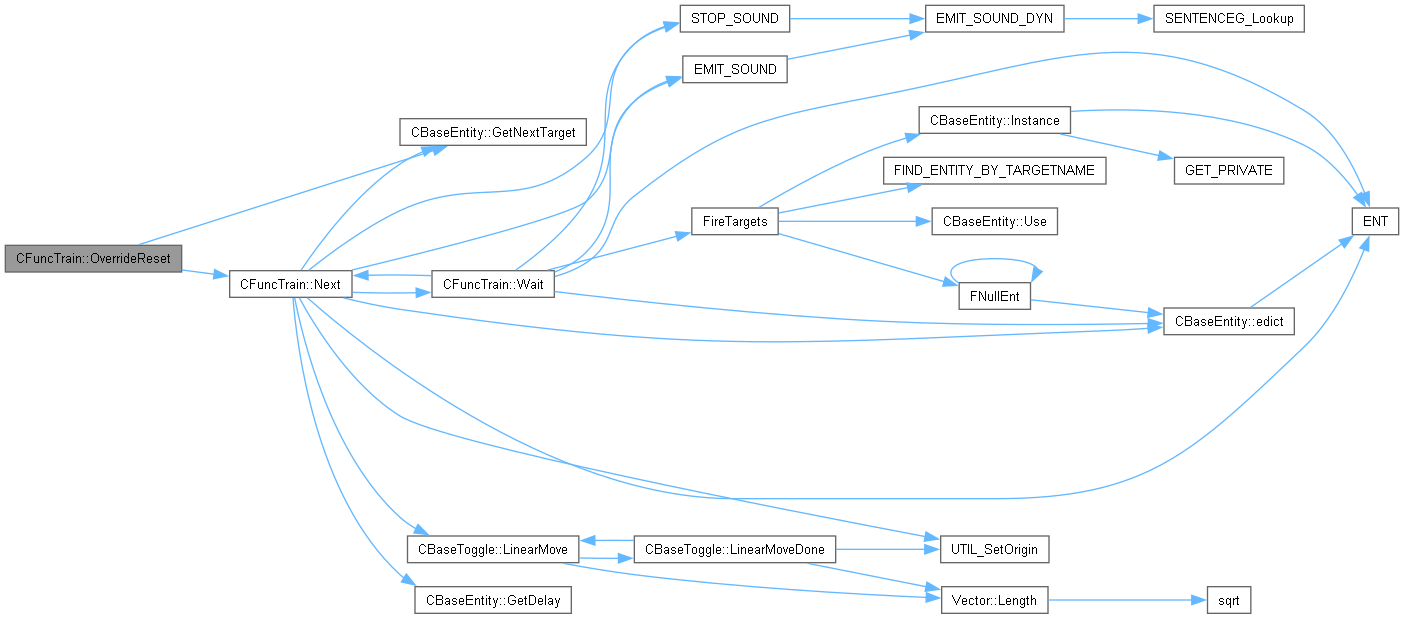 STOP_SOUND
EMIT_SOUND_DYN
SENTENCEG_Lookup
EMIT_SOUND
CBaseEntity::GetNextTarget
CBaseEntity::Instance
FIND_ENTITY_BY_TARGETNAME
GET_PRIVATE
FireTargets
CBaseEntity::Use
ENT
CFuncTrain::OverrideReset
CFuncTrain::Next
CFuncTrain::Wait
FNullEnt
CBaseEntity::edict
CBaseToggle::LinearMove
CBaseToggle::LinearMoveDone
UTIL_SetOrigin
CBaseEntity::GetDelay
Vector::Length
sqrt